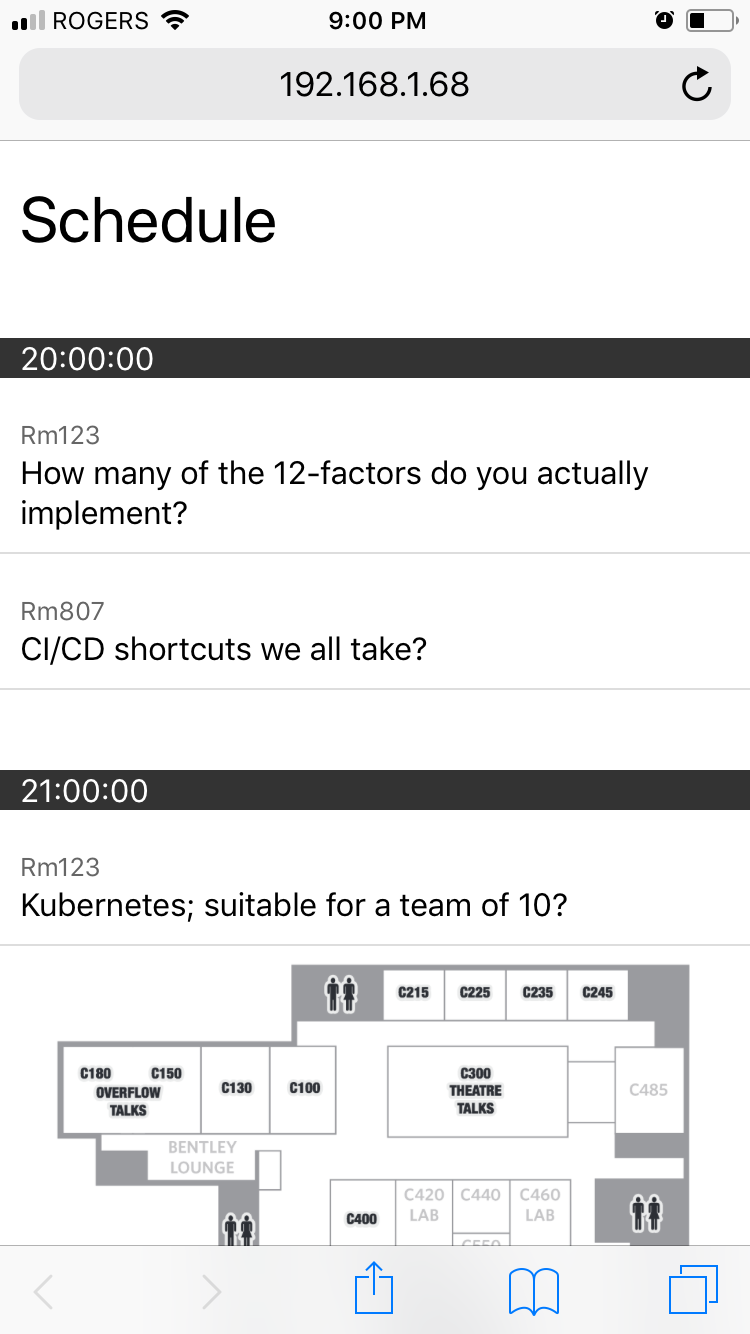 ROGERS 9:00 PM
192.168.1.68
Schedule
20:00:00
Rm123
How many of the 12-factors do you actually
implement?
Rm807
CI/CD shortcuts we all take?
21:00:00
Rm123
Kubernetes; suitable for a team of 10?
C215 C225 C235 C245
C180 C150
OVERFLOW
TALKS
C130
C100
C300
THEATRE
TALKS
C485
BENTLEY
LOUNGE
C400
C420
LAB
C440
C460
LAB